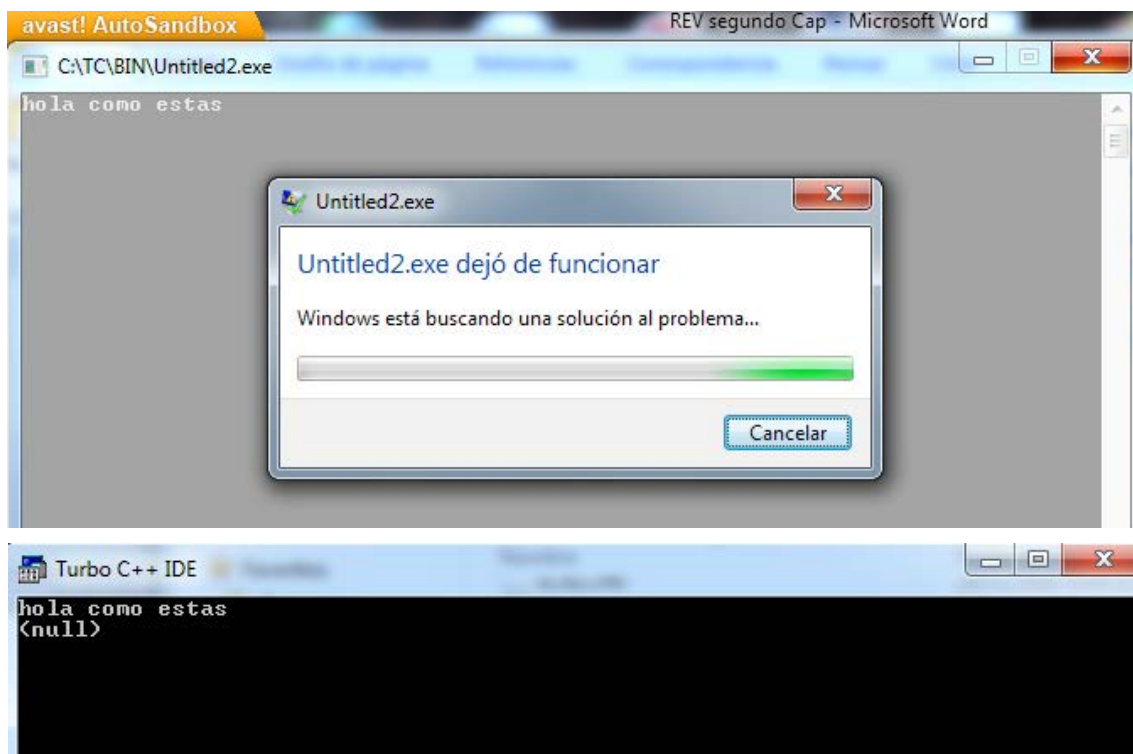 avast! AutoSandbox
REV segundo Cap - Microsoft Word
C:\TC\BIN\Untitled2.exe
hola como estas
Untitled2.exe
Untitled2.exe dejó de funcionar
Windows está buscando una solución al problema...
Cancelar
Turbo C++ IDE
hola como estas
(null)